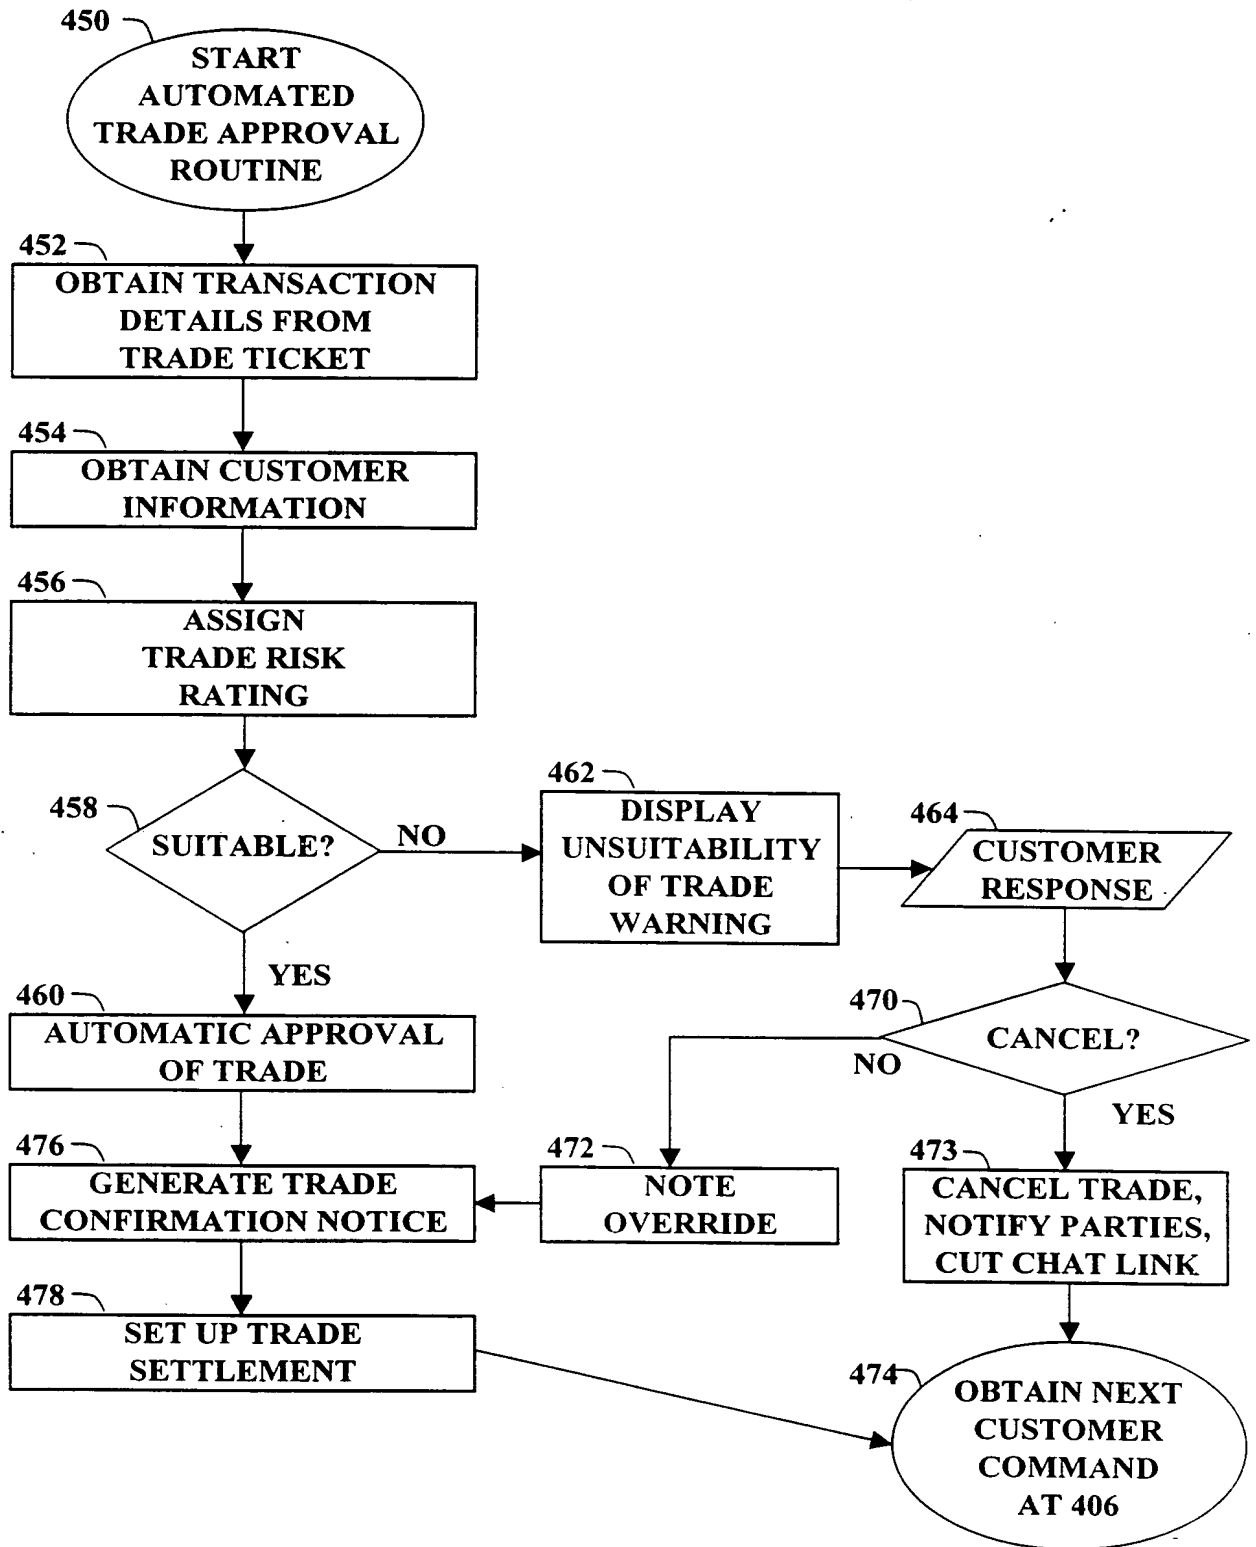 450
START
AUTOMATED
TRADE APPROVAL
ROUTINE
452
OBTAIN TRANSACTION
DETAILS FROM
TRADE TICKET
454
OBTAIN CUSTOMER
INFORMATION
456
ASSIGN
TRADE RISK
RATING
458
SUITABLE?
NO
YES
462
DISPLAY
UNSUITABILITY
OF TRADE
WARNING
464
CUSTOMER
RESPONSE
470
CANCEL?
NO
YES
460
AUTOMATIC APPROVAL
OF TRADE
476
GENERATE TRADE
CONFIRMATION NOTICE
472
NOTE
OVERRIDE
473
CANCEL TRADE,
NOTIFY PARTIES,
CUT CHAT LINK
478
SET UP TRADE
SETTLEMENT
474
OBTAIN NEXT
CUSTOMER
COMMAND
AT 406